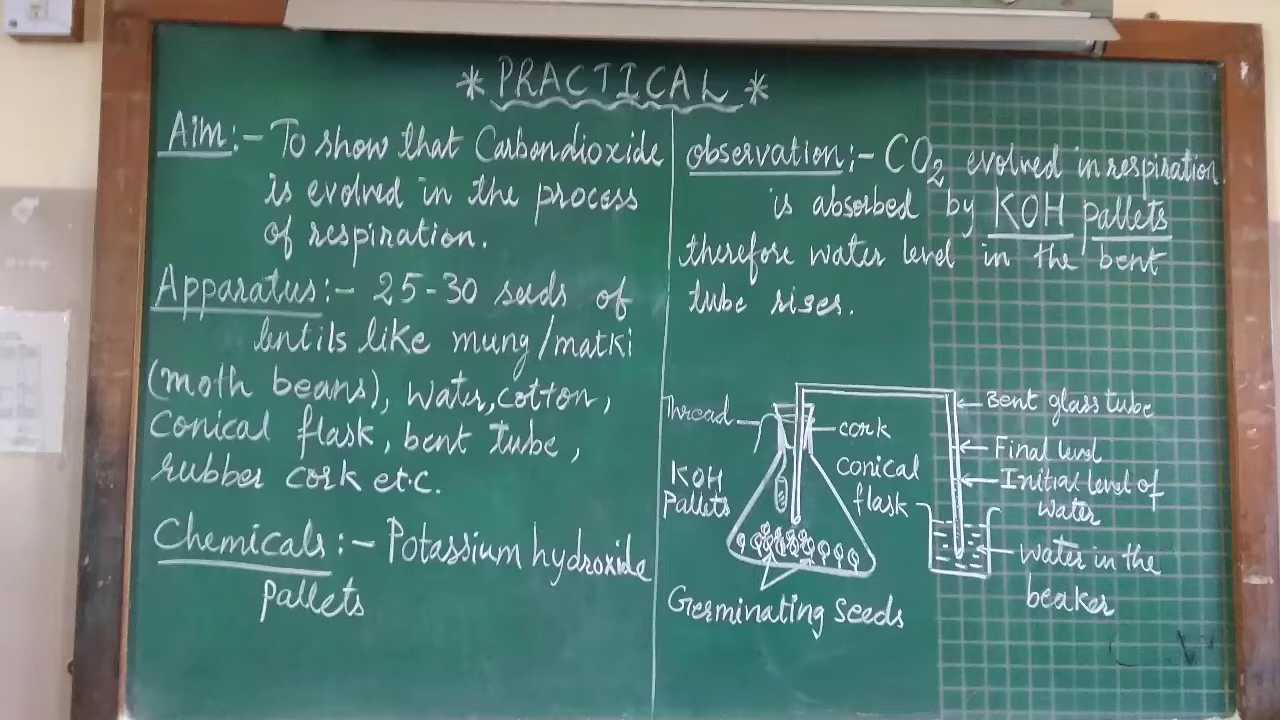 * PRACTICAL *
Aim:- To show that Carbondioxide
is evolved in the process
of respiration.
Apparatus:- 25-30 seeds of
lentils like mung/matki
(moth beans), water, cotton,
conical flask, bent tube,
rubber cork etc.
Chemicals:- Potassium hydroxide
pallets
observation:- CO2 evolved in respiration
is absorbed by KOH pallets
therefore water level in the bent
tube rises.
Thread
cork
KOH
Pallets
conical
flask
Germinating seeds
Bent glass tube
Final level
Initial level of
water
water in the
beaker